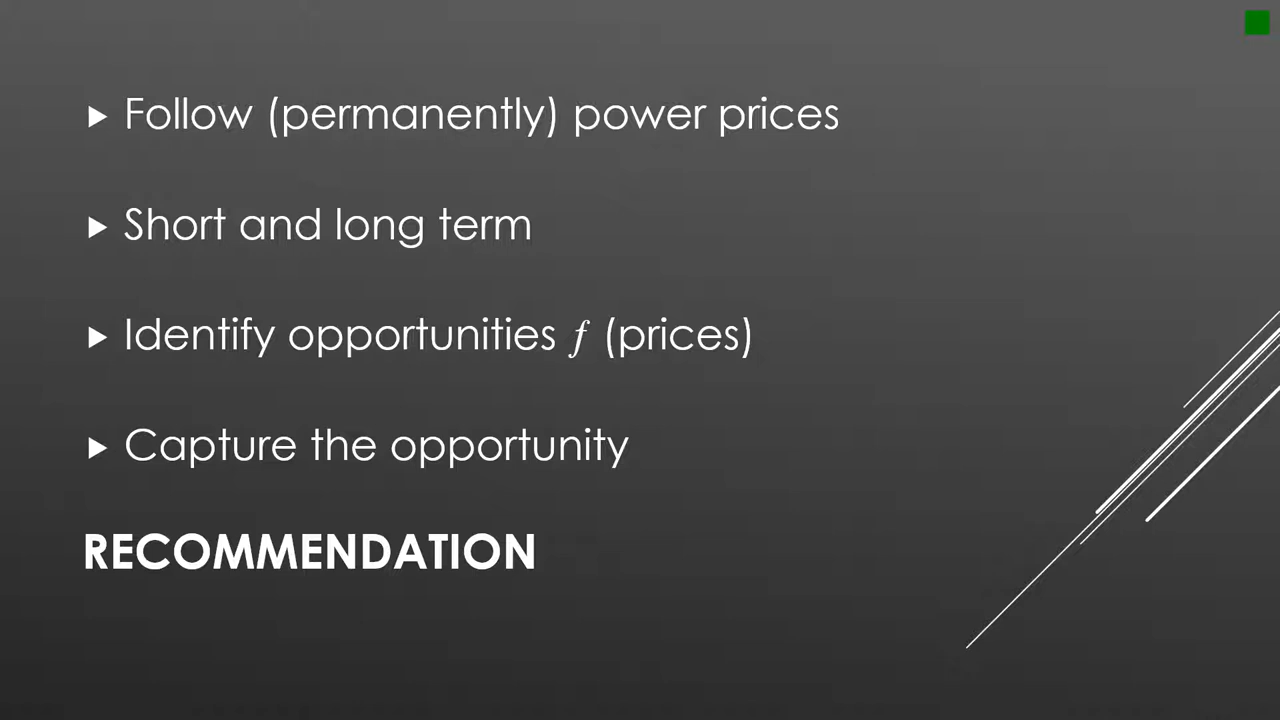 Follow (permanently) power prices
Short and long term
Identify opportunities f (prices)
Capture the opportunity
RECOMMENDATION